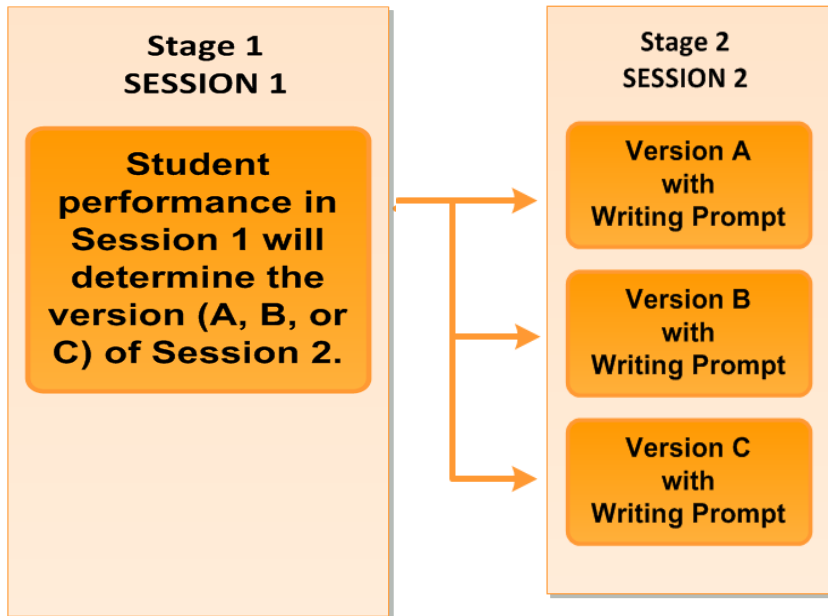 Stage 1
SESSION 1
Student
performance in
Session 1 will
determine the
version (A, B, or
C) of Session 2.
Stage 2
SESSION 2
Version A
with
Writing Prompt
Version B
with
Writing Prompt
Version C
with
Writing Prompt